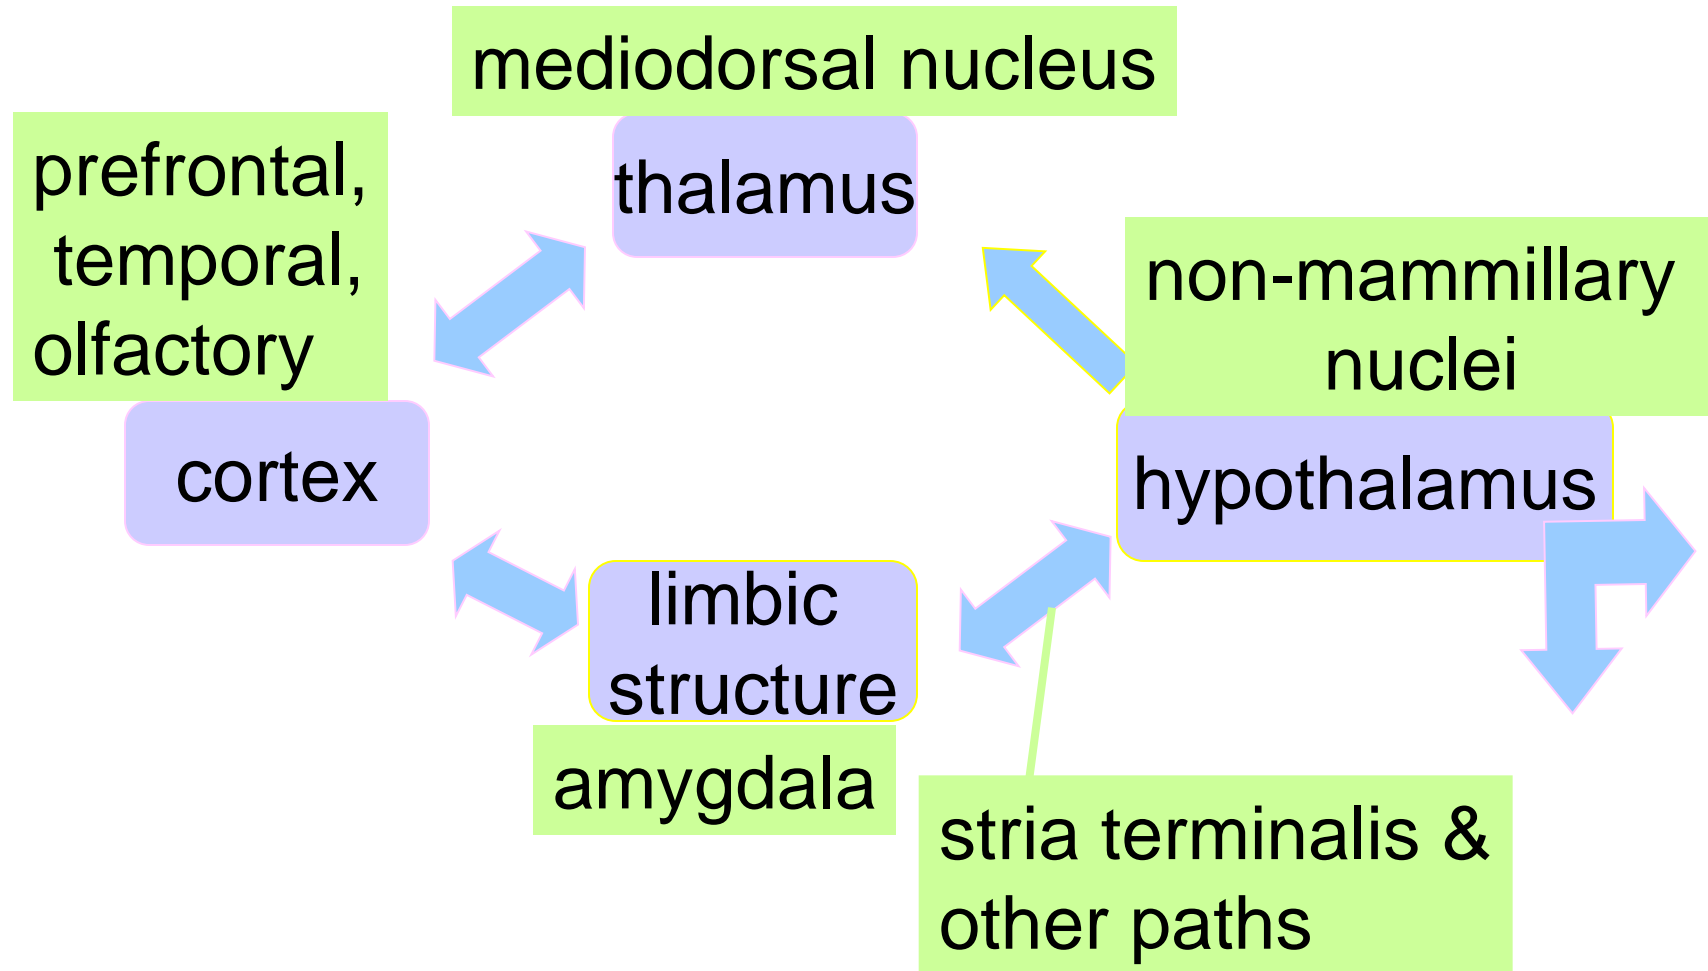 mediodorsal nucleus
thalamus
prefrontal,
temporal,
olfactory
cortex
non-mammillary
nuclei
hypothalamus
limbic
structure
amygdala
stria terminalis &
other paths